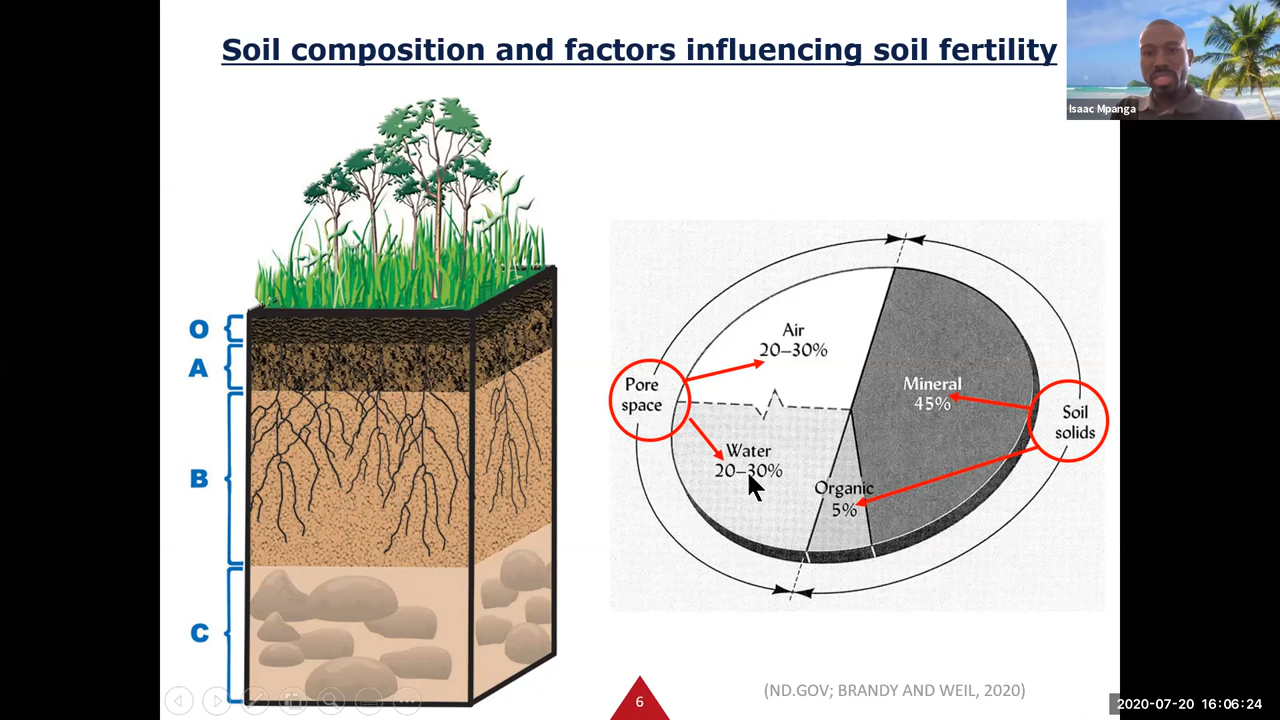 Soil composition and factors influencing soil fertility
Isaac Mpanga
O
A
B
C
Air
20–30%
Pore
space
Water
20–30%
Mineral
45%
Organic
5%
Soil
solids
6
(ND.GOV; BRANDY AND WEIL, 2020)
2020-07-20 16:06:24